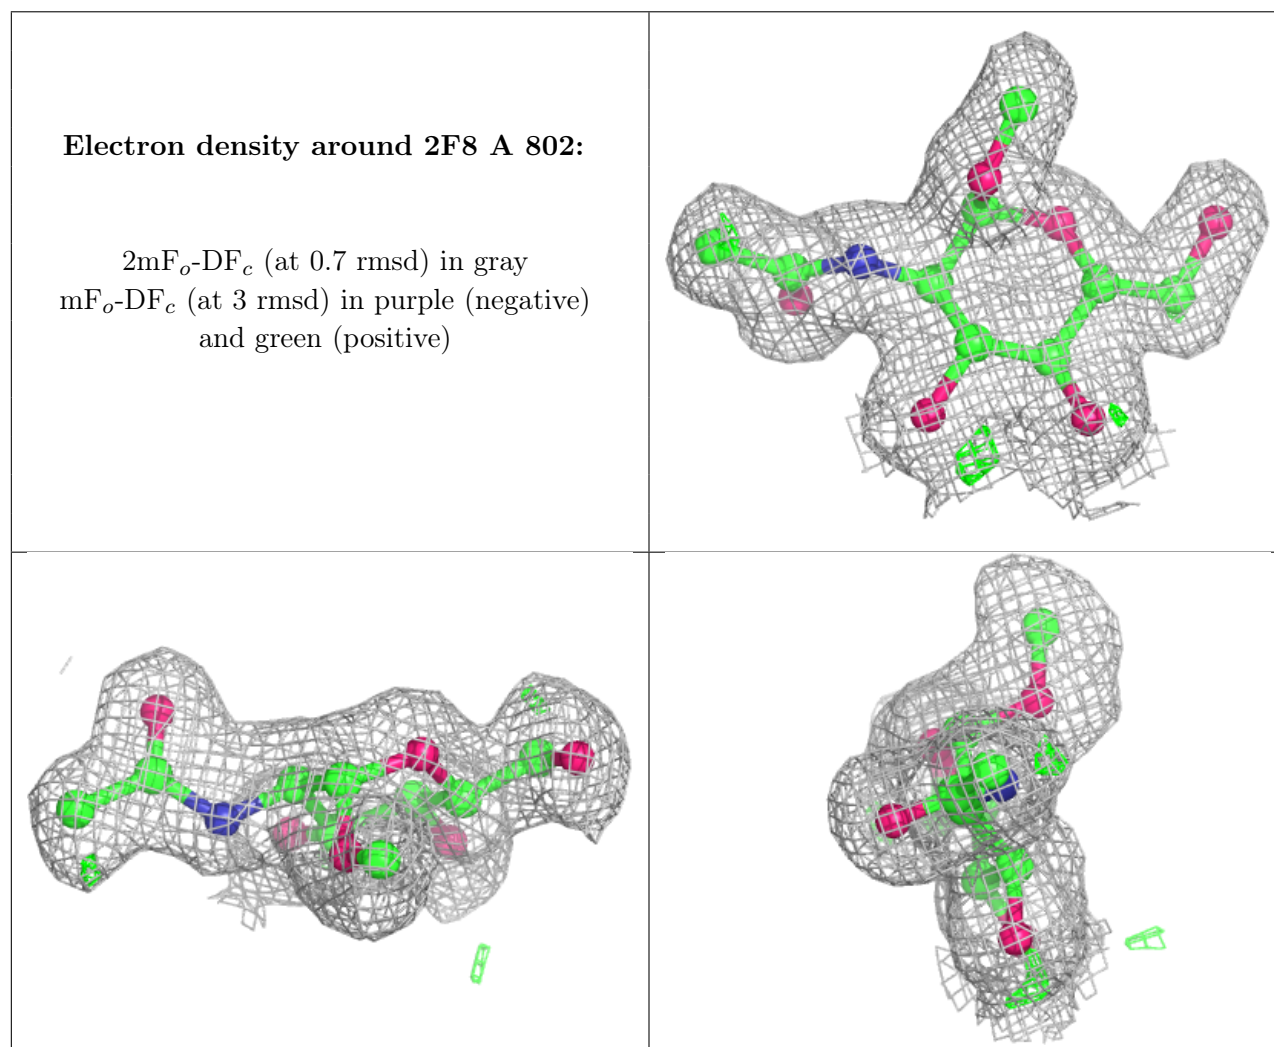 Electron density around 2F8 A 802:
2mFo-DFc (at 0.7 rmsd) in gray
mFo-DFc (at 3 rmsd) in purple (negative)
and green (positive)